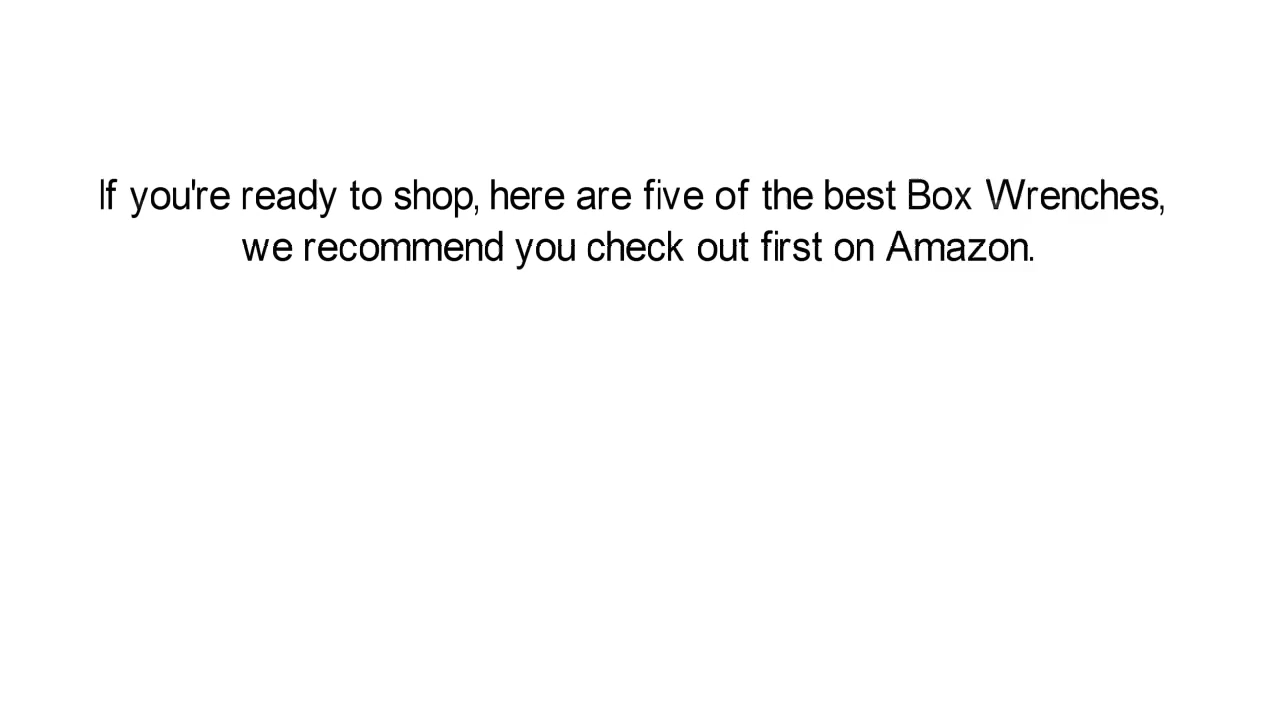 If you're ready to shop, here are five of the best Box Wrenches,
we recommend you check out first on Amazon.